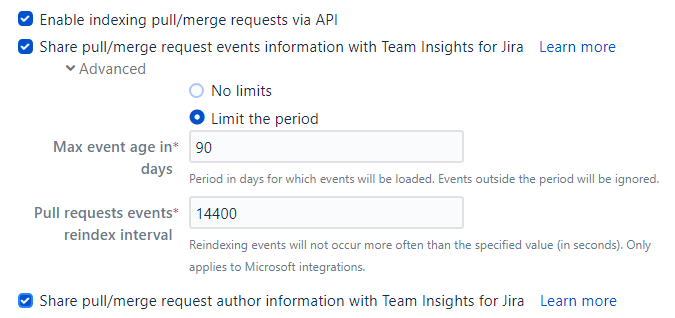 Enable indexing pull/merge requests via API
Share pull/merge request events information with Team Insights for Jira Learn more
Advanced
No limits
Limit the period
Max event age in*
days
90
Period in days for which events will be loaded. Events outside the period will be ignored.
Pull requests events*
reindex interval
14400
Reindexing events will not occur more often than the specified value (in seconds). Only
applies to Microsoft integrations.
Share pull/merge request author information with Team Insights for Jira Learn more